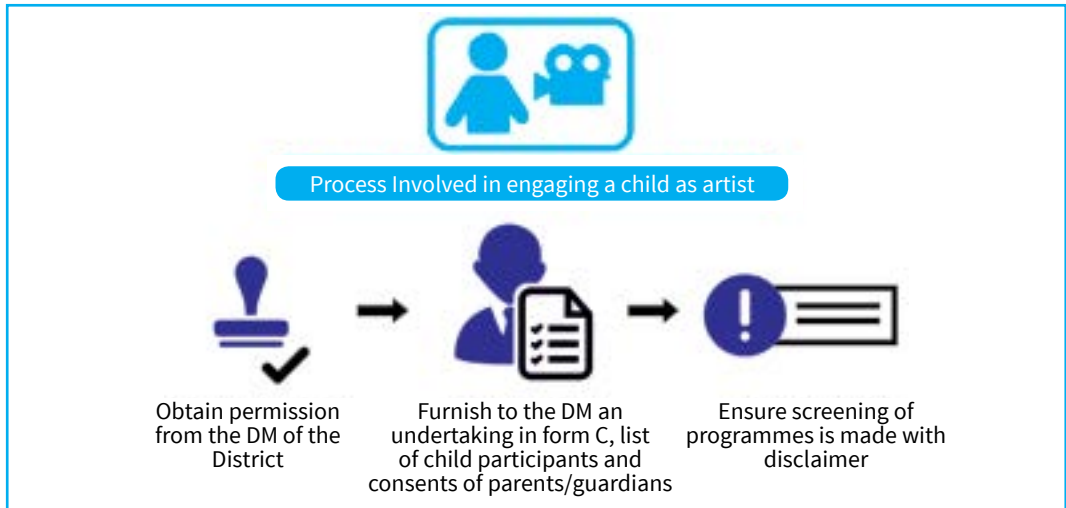 Process Involved in engaging a child as artist
Obtain permission
from the DM of the
District
Furnish to the DM an
undertaking in form C, list
of child participants and
consents of parents/guardians
Ensure screening of
programmes is made with
disclaimer